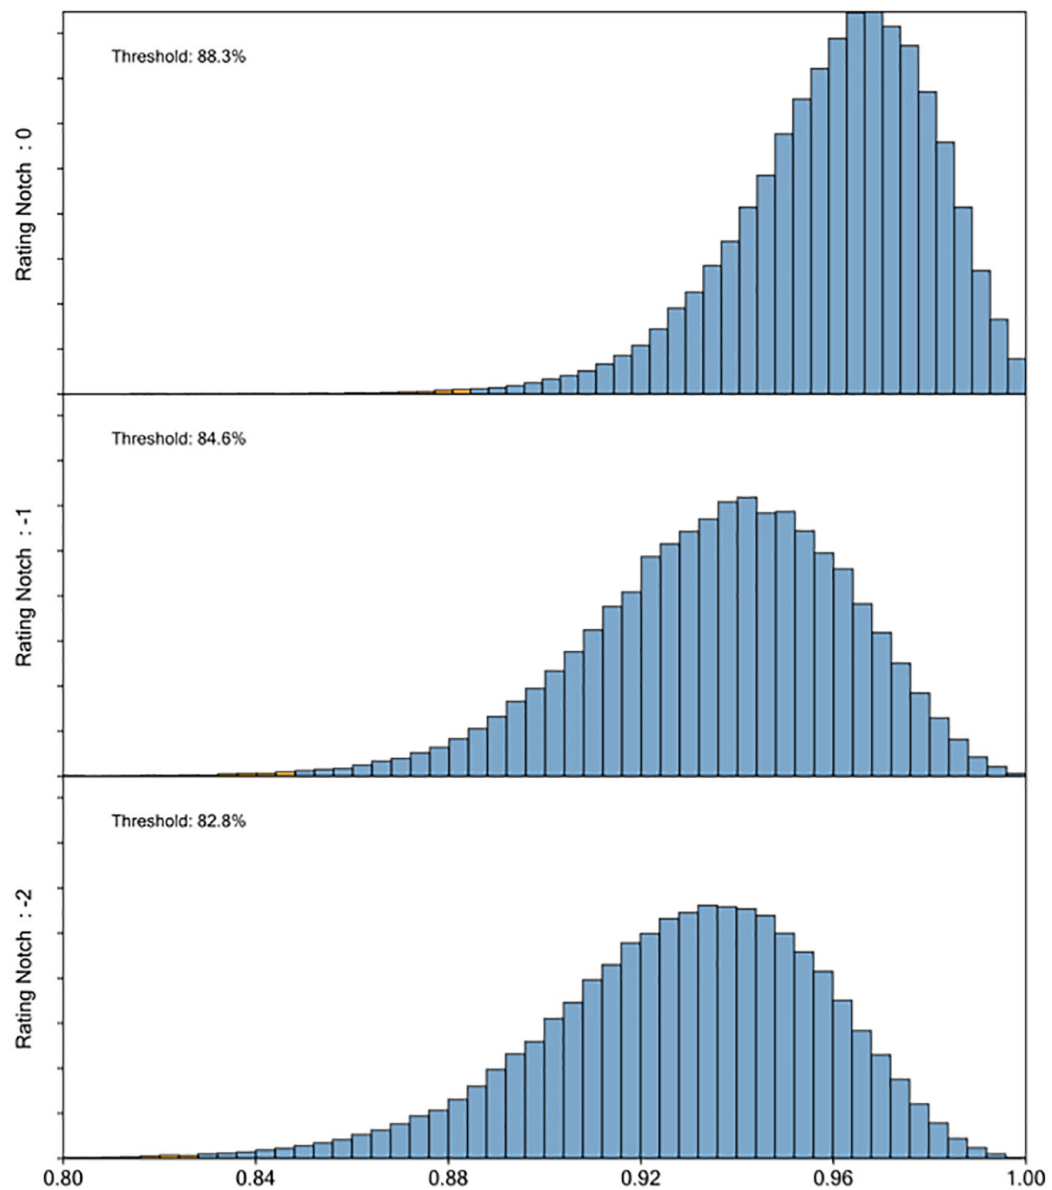 Threshold: 88.3%
Rating Notch : 0
Threshold: 84.6%
Rating Notch : -1
Threshold: 82.8%
Rating Notch : -2
0.80 0.84 0.88 0.92 0.96 1.00